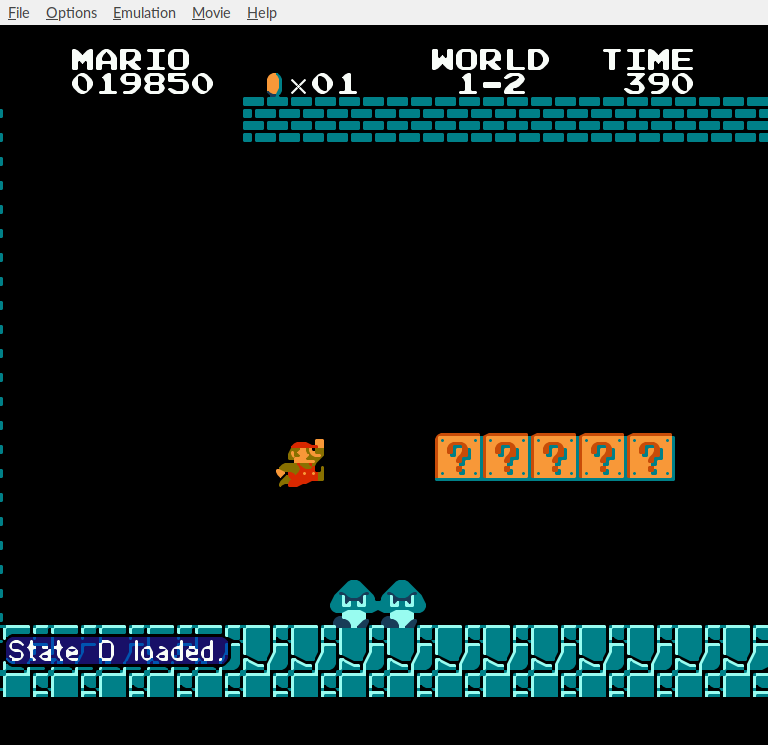 File Options Emulation Movie Help
MARIO WORLD TIME
019850 ×01 1-2 390
? ? ? ? ?
State 0 loaded.